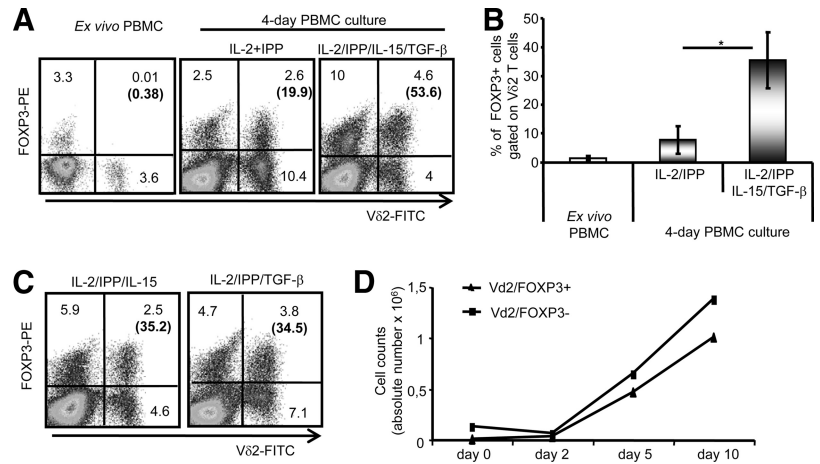 A
Ex vivo PBMC
4-day PBMC culture
IL-2+IPP
IL-2/IPP/IL-15/TGF-β
FOXP3-PE
3.3
0.01
(0.38)
3.6
2.5
2.6
(19.9)
10.4
10
4.6
(53.6)
4
Vδ2-FITC
B
% of FOXP3+ cells
gated on Vδ2 T cells
50
40
30
20
10
0
*
IL-2/IPP
IL-2/IPP
IL-15/TGF-β
Ex vivo
PBMC
4-day PBMC culture
C
IL-2/IPP/IL-15
IL-2/IPP/TGF-β
FOXP3-PE
5.9
2.5
(35.2)
4.6
4.7
3.8
(34.5)
7.1
Vδ2-FITC
D
Cell counts
(absolute number x 10⁶)
1,5
1
0,5
0
Vd2/FOXP3+
Vd2/FOXP3-
day 0
day 2
day 5
day 10